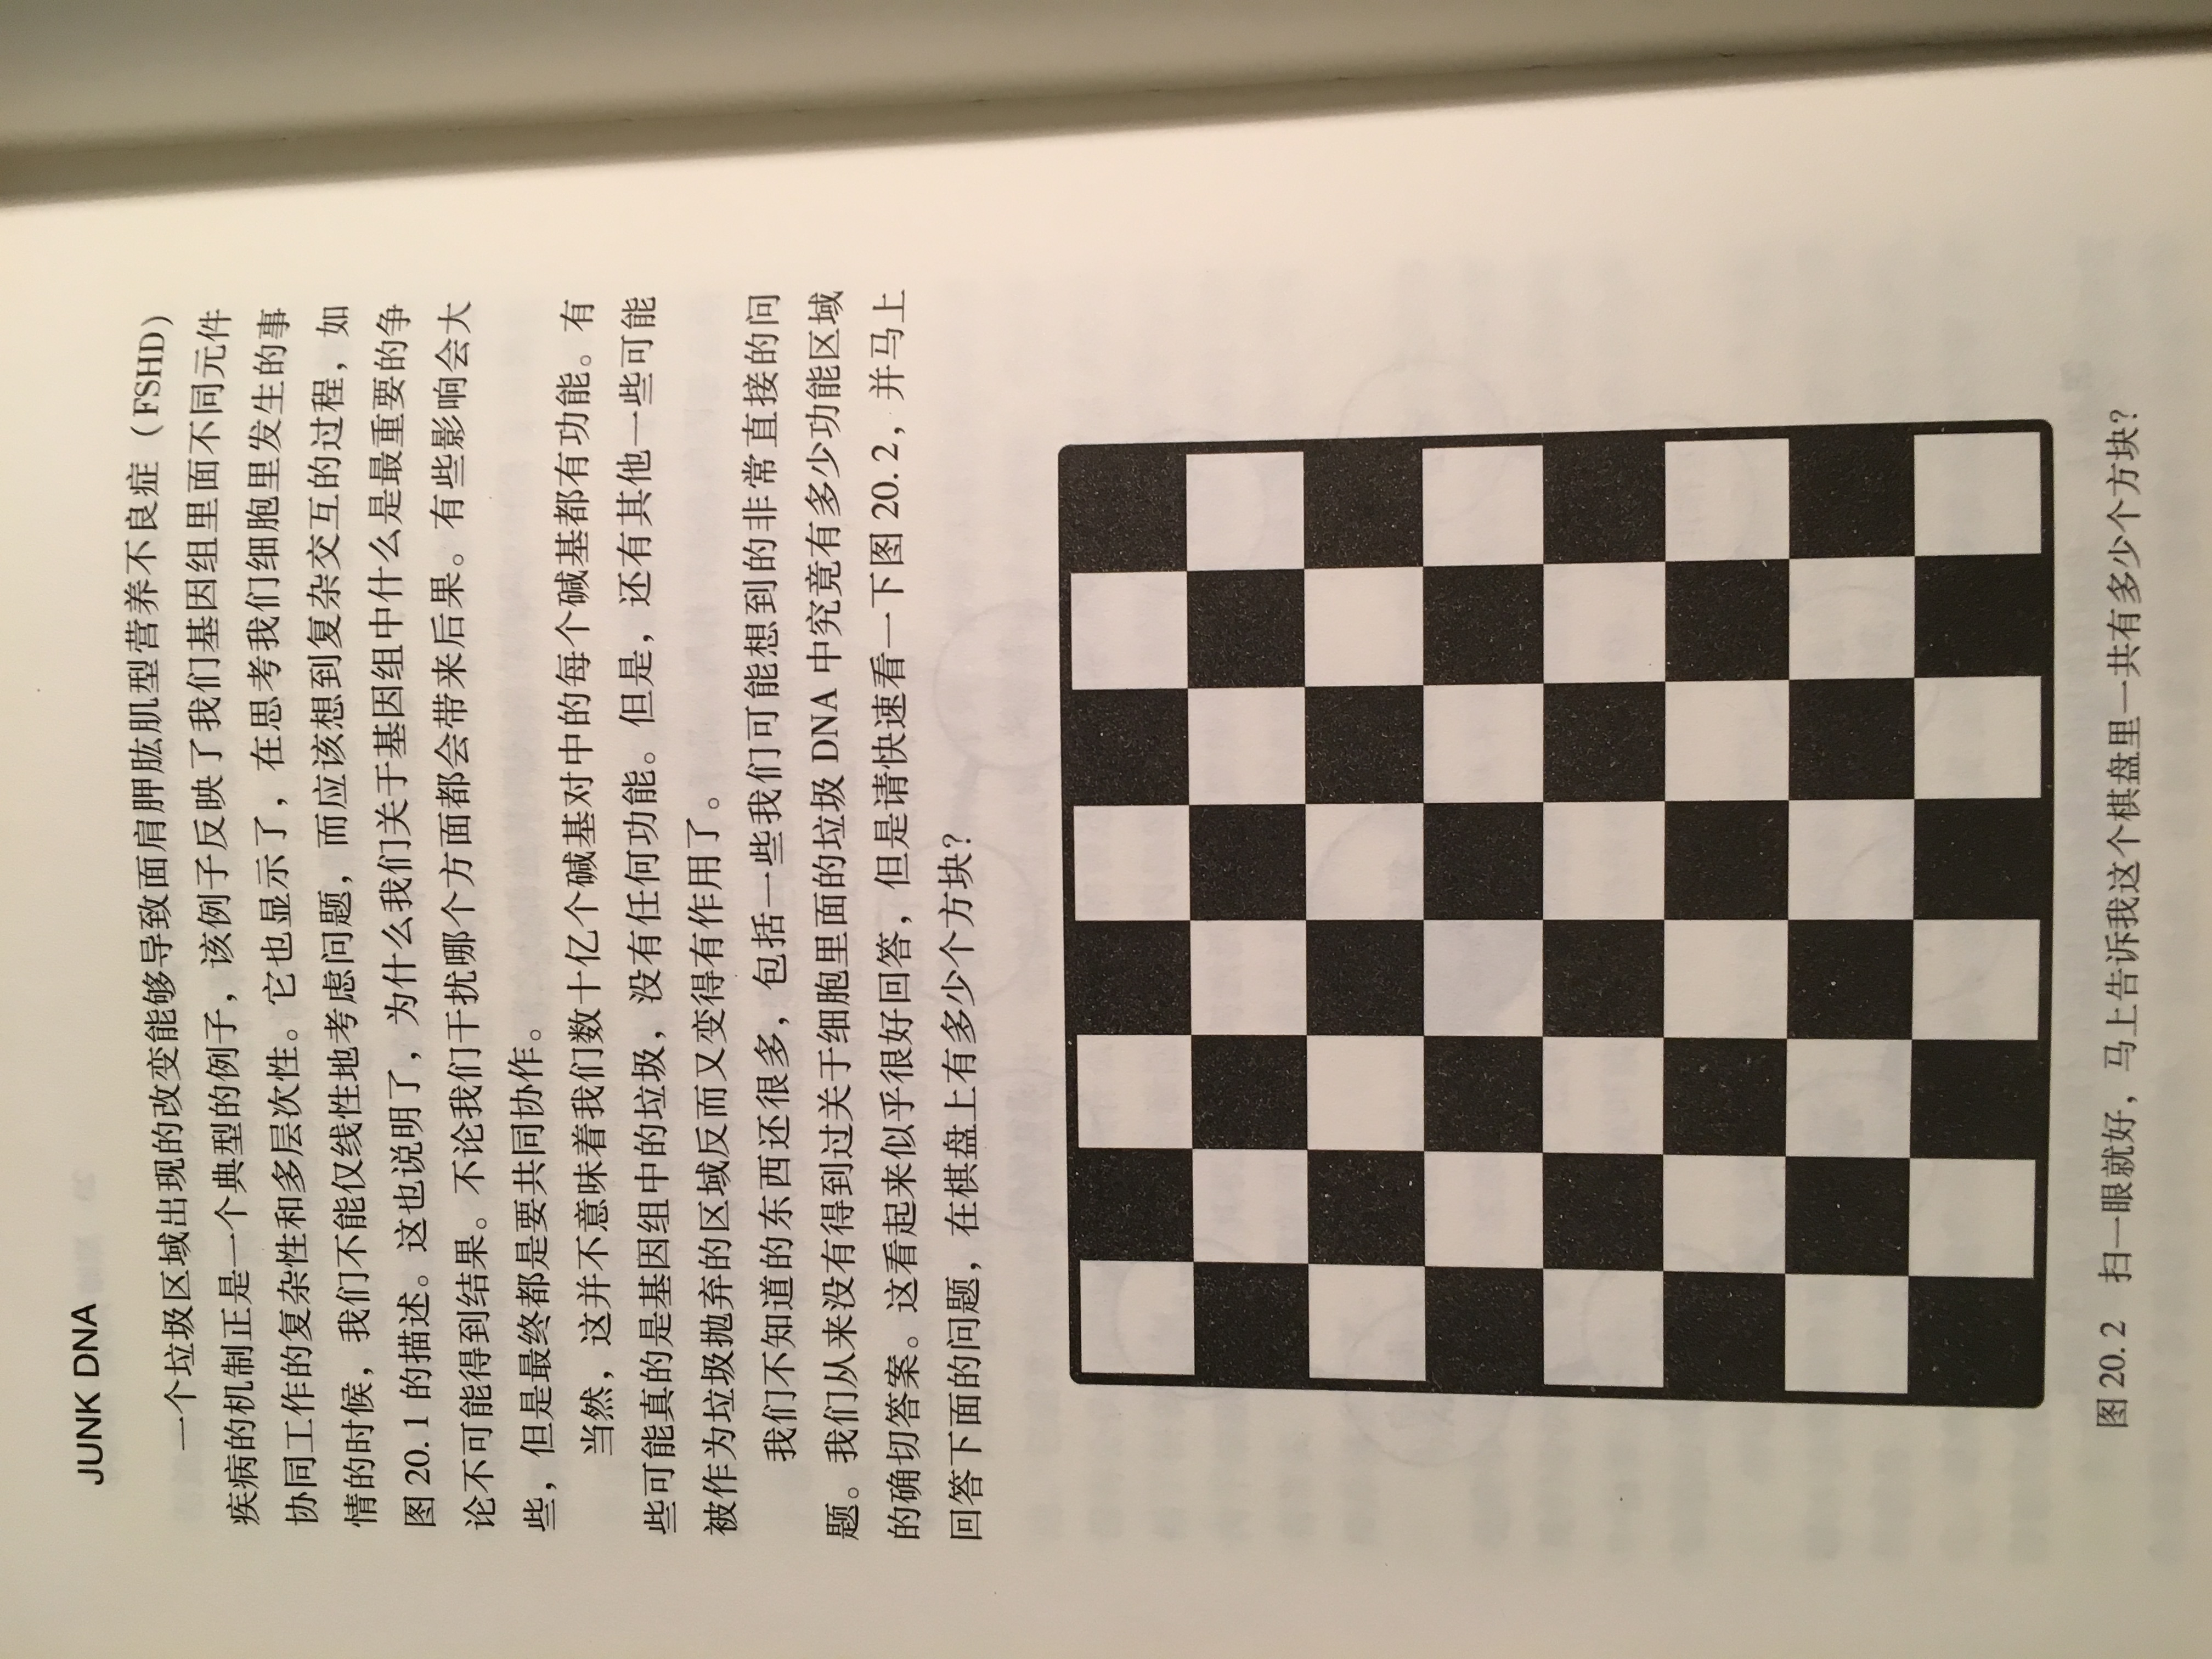 JUNK DNA
一个垃圾区域出现的改变能够导致面肩胛肱肌型营养不良症（FSHD）
疾病的机制正是一个典型的例子，该例子反映了我们基因组里面不同元件
协同工作的复杂性和多层次性。它也显示了，在思考我们细胞里发生的事
情的时候，我们不能仅线性地考虑问题，而应该想到复杂交互的过程，如
图 20. 1 的描述。这也说明了，为什么我们关于基因组中什么是最重要的争
论不可能得到结果。不论我们干扰哪个方面都会带来后果。有些影响会大
些，但是最终都是要共同协作。
当然，这并不意味着我们数十亿个碱基对中的每个碱基都有功能。有
些可能真的是基因组中的垃圾，没有任何功能。但是，还有其他一些可能
被作为垃圾抛弃的区域反而又变得有作用了。
我们不知道的东西还很多，包括一些我们可能想到的非常直接的问
题。我们从来没有得到过关于细胞里面的垃圾 DNA 中究竟有多少功能区域
的确切答案。这看起来似乎很好回答，但是请快速看一下图 20. 2，并马上
回答下面的问题，在棋盘上有多少个方块？
图 20. 2 扫一眼就好，马上告诉我这个棋盘里一共有多少个方块？